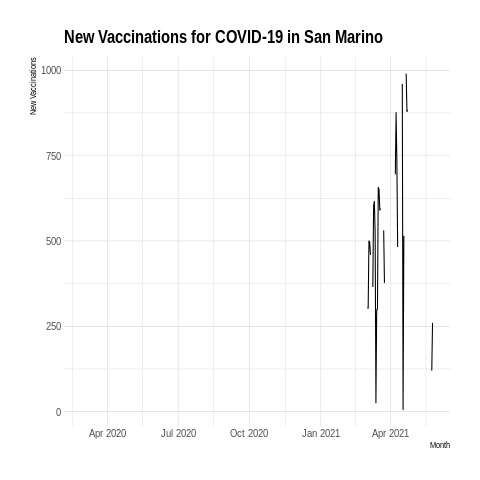 New Vaccinations for COVID-19 in San Marino
New Vaccinations
1000
750
500
250
0
Apr 2020 Jul 2020 Oct 2020 Jan 2021 Apr 2021
Month